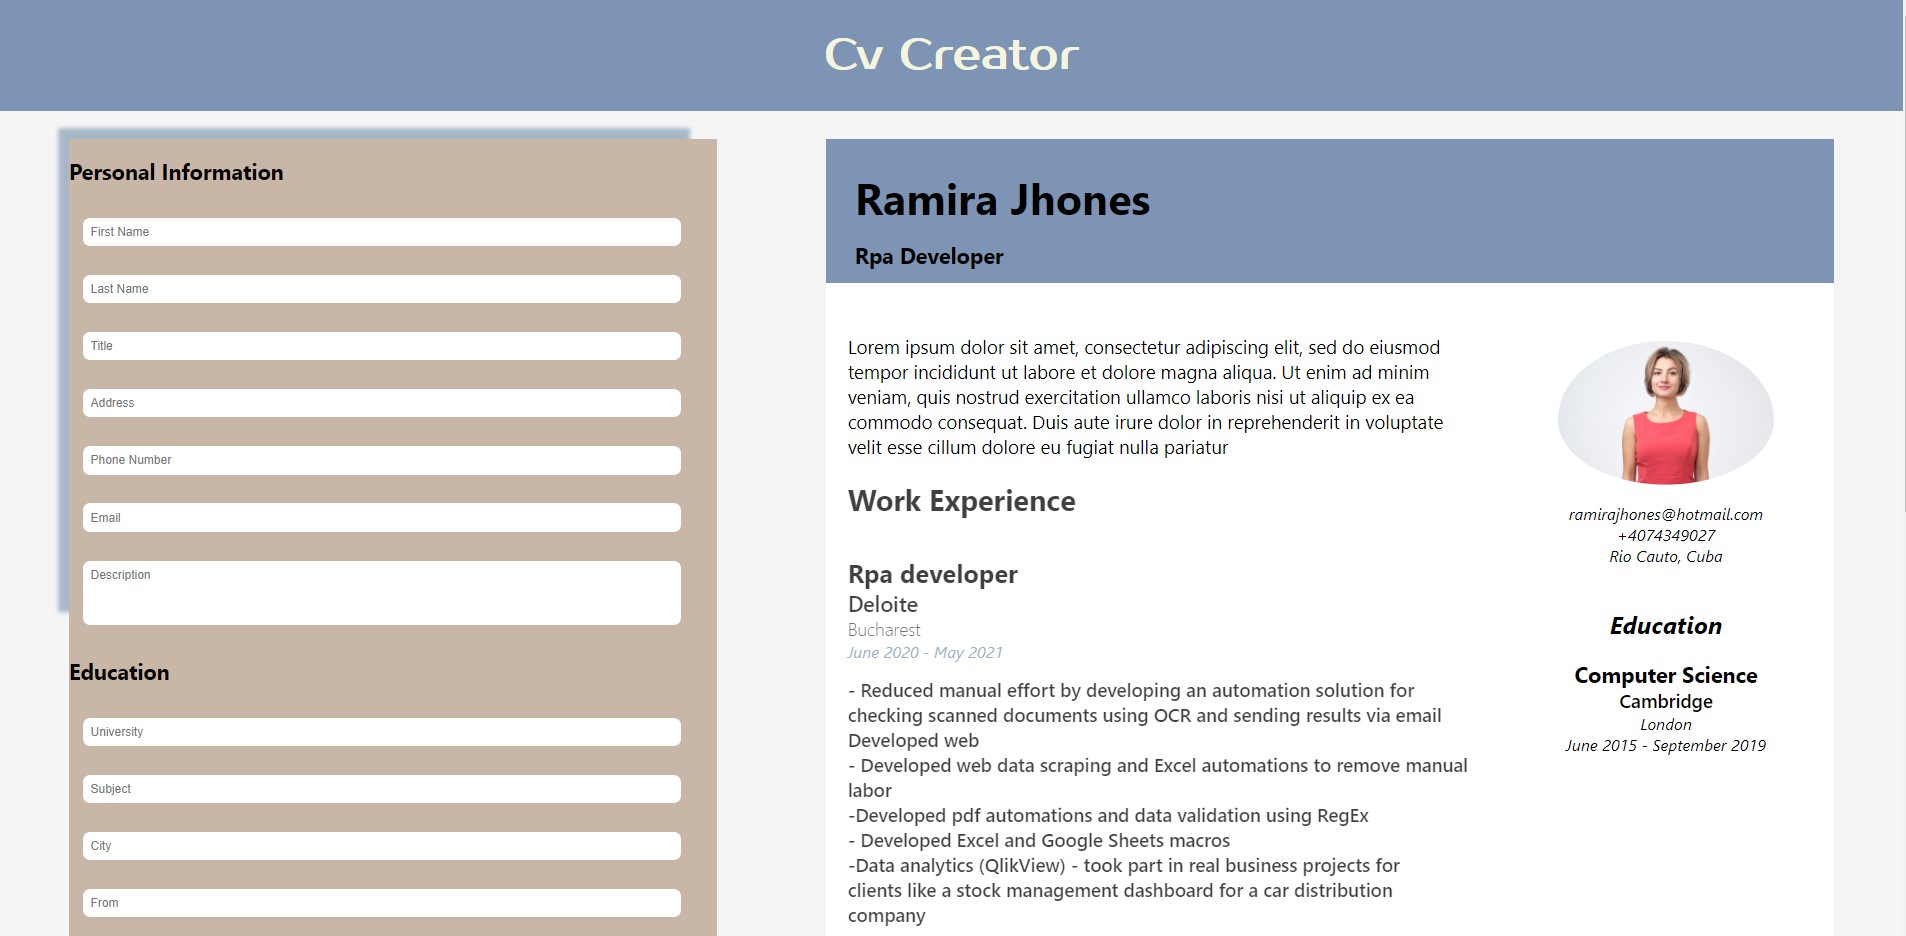 Cv Creator
Personal Information
First Name
Last Name
Title
Address
Phone Number
Email
Description
Education
University
Subject
City
From
Ramira Jhones
Rpa Developer
Lorem ipsum dolor sit amet, consectetur adipiscing elit, sed do eiusmod
tempor incididunt ut labore et dolore magna aliqua. Ut enim ad minim
veniam, quis nostrud exercitation ullamco laboris nisi ut aliquip ex ea
commodo consequat. Duis aute irure dolor in reprehenderit in voluptate
velit esse cillum dolore eu fugiat nulla pariatur
Work Experience
Rpa developer
Deloite
Bucharest
June 2020 - May 2021
- Reduced manual effort by developing an automation solution for
checking scanned documents using OCR and sending results via email
Developed web
- Developed web data scraping and Excel automations to remove manual
labor
-Developed pdf automations and data validation using RegEx
- Developed Excel and Google Sheets macros
-Data analytics (QlikView) - took part in real business projects for
clients like a stock management dashboard for a car distribution
company
ramirajhones@hotmail.com
+4074349027
Rio Cauto, Cuba
Education
Computer Science
Cambridge
London
June 2015 - September 2019